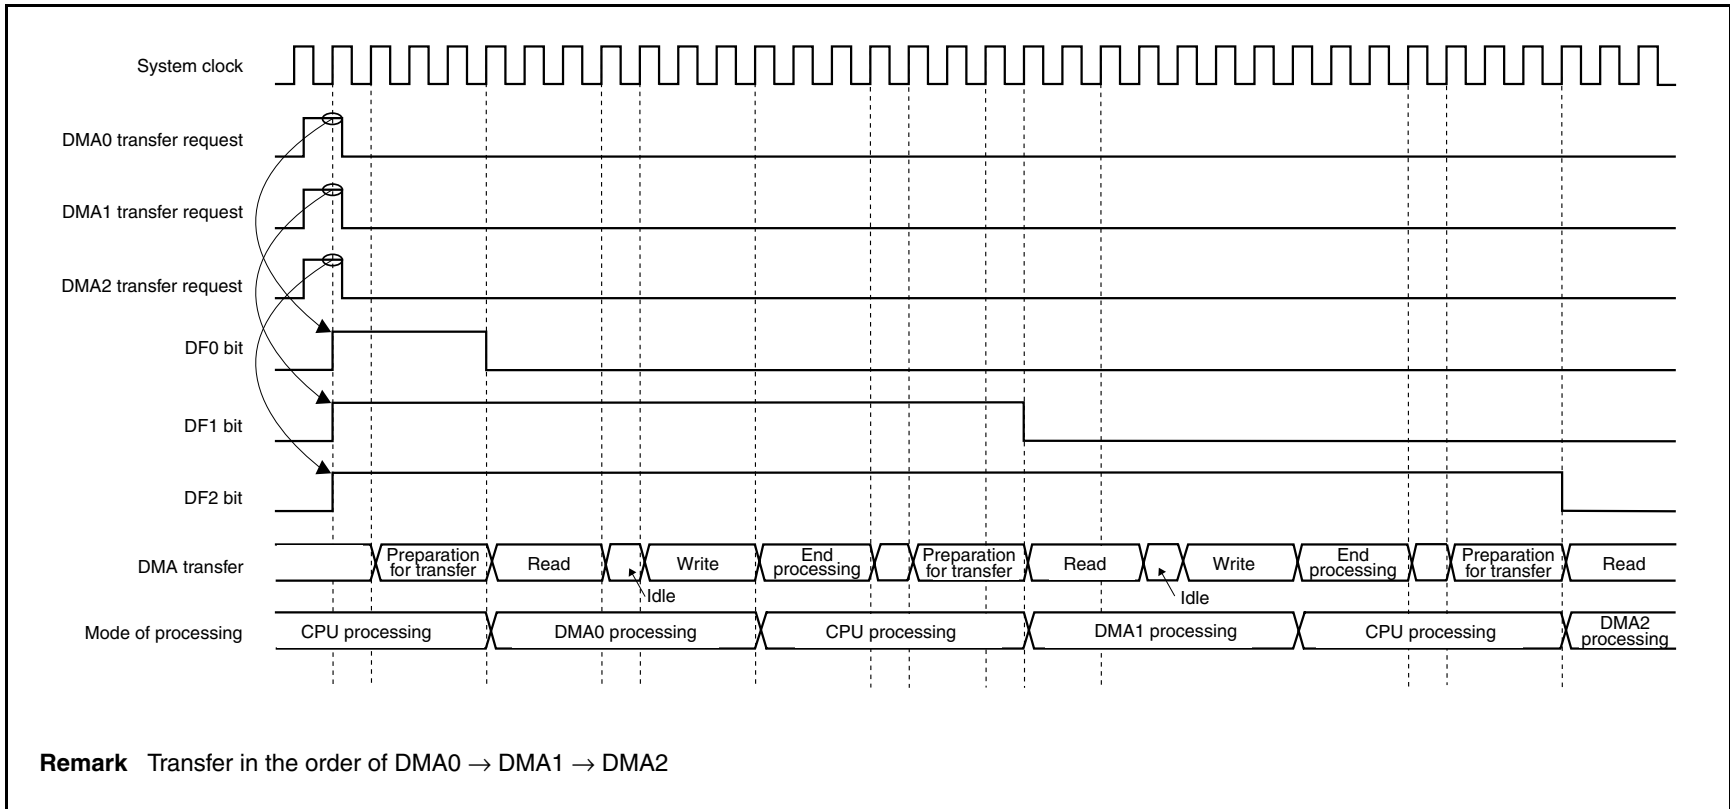 System clock
DMA0 transfer request
DMA1 transfer request
DMA2 transfer request
DF0 bit
DF1 bit
DF2 bit
DMA transfer
Preparation
for transfer
Read
Idle
Write
End
processing
Preparation
for transfer
Read
Idle
Write
End
processing
Preparation
for transfer
Read
Mode of processing
CPU processing
DMA0 processing
CPU processing
DMA1 processing
CPU processing
DMA2
processing
Remark Transfer in the order of DMA0 → DMA1 → DMA2